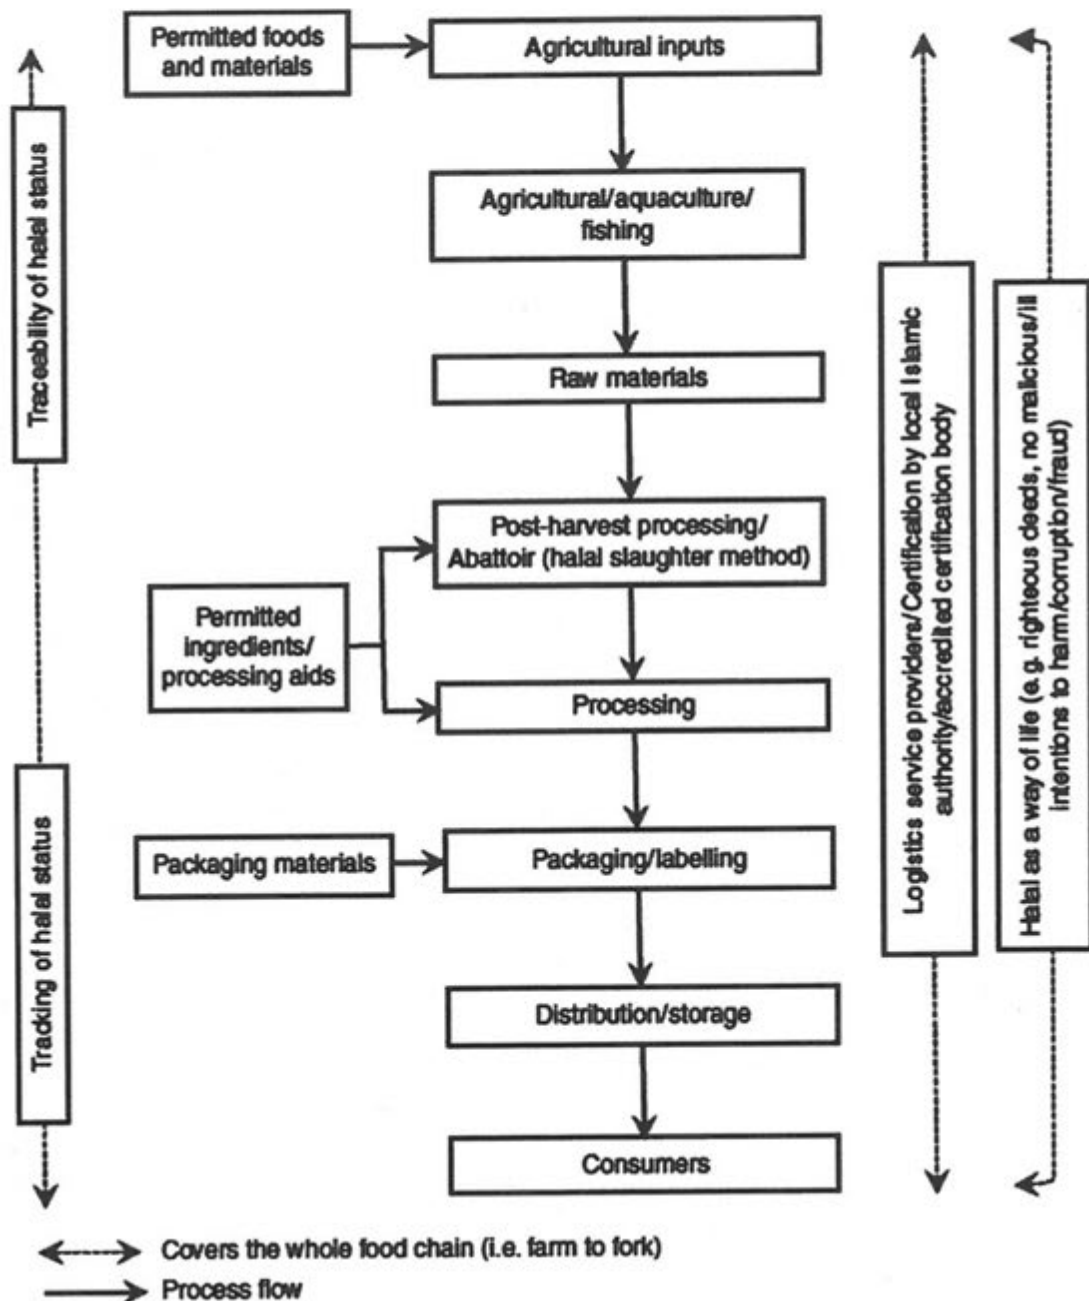 Permitted foods
and materials
Agricultural inputs
Agricultural/aquaculture/
fishing
Raw materials
Post-harvest processing/
Abattoir (halal slaughter method)
Permitted
ingredients/
processing aids
Processing
Packaging materials
Packaging/labelling
Distribution/storage
Consumers
Traceability of halal status
Tracking of halal status
Logistics service providers/Certification by local Islamic
authority/accredited certification body
Halal as a way of life (e.g. righteous deeds, no malicious/ill
intentions to harm/corruption/fraud)
Covers the whole food chain (i.e. farm to fork)
Process flow